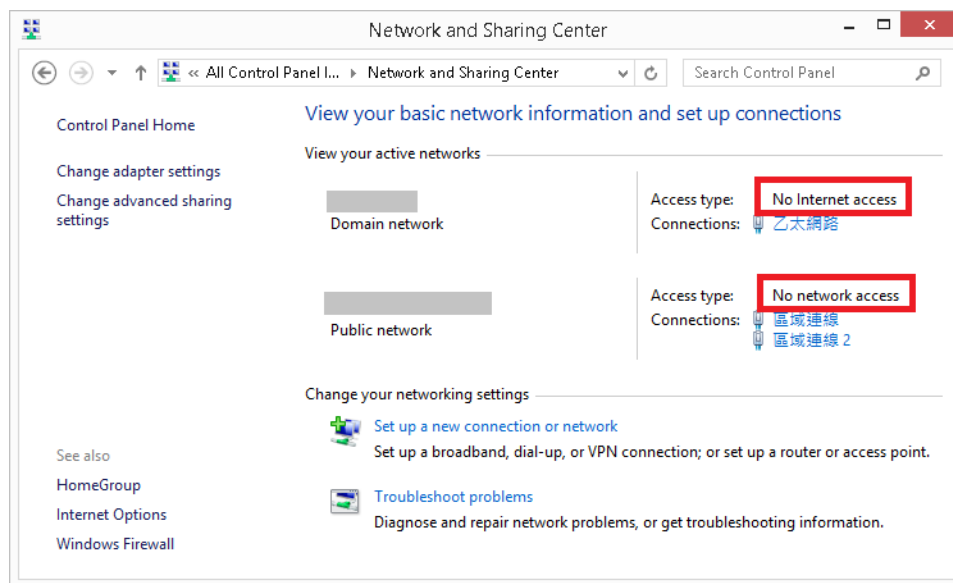 Network and Sharing Center
« All Control Panel I... ▸ Network and Sharing Center
Search Control Panel
Control Panel Home
Change adapter settings
Change advanced sharing
settings
See also
HomeGroup
Internet Options
Windows Firewall
View your basic network information and set up connections
View your active networks
Domain network
Access type: No Internet access
Connections: 乙太網路
Public network
Access type: No network access
Connections: 區域連線
區域連線 2
Change your networking settings
Set up a new connection or network
Set up a broadband, dial-up, or VPN connection; or set up a router or access point.
Troubleshoot problems
Diagnose and repair network problems, or get troubleshooting information.